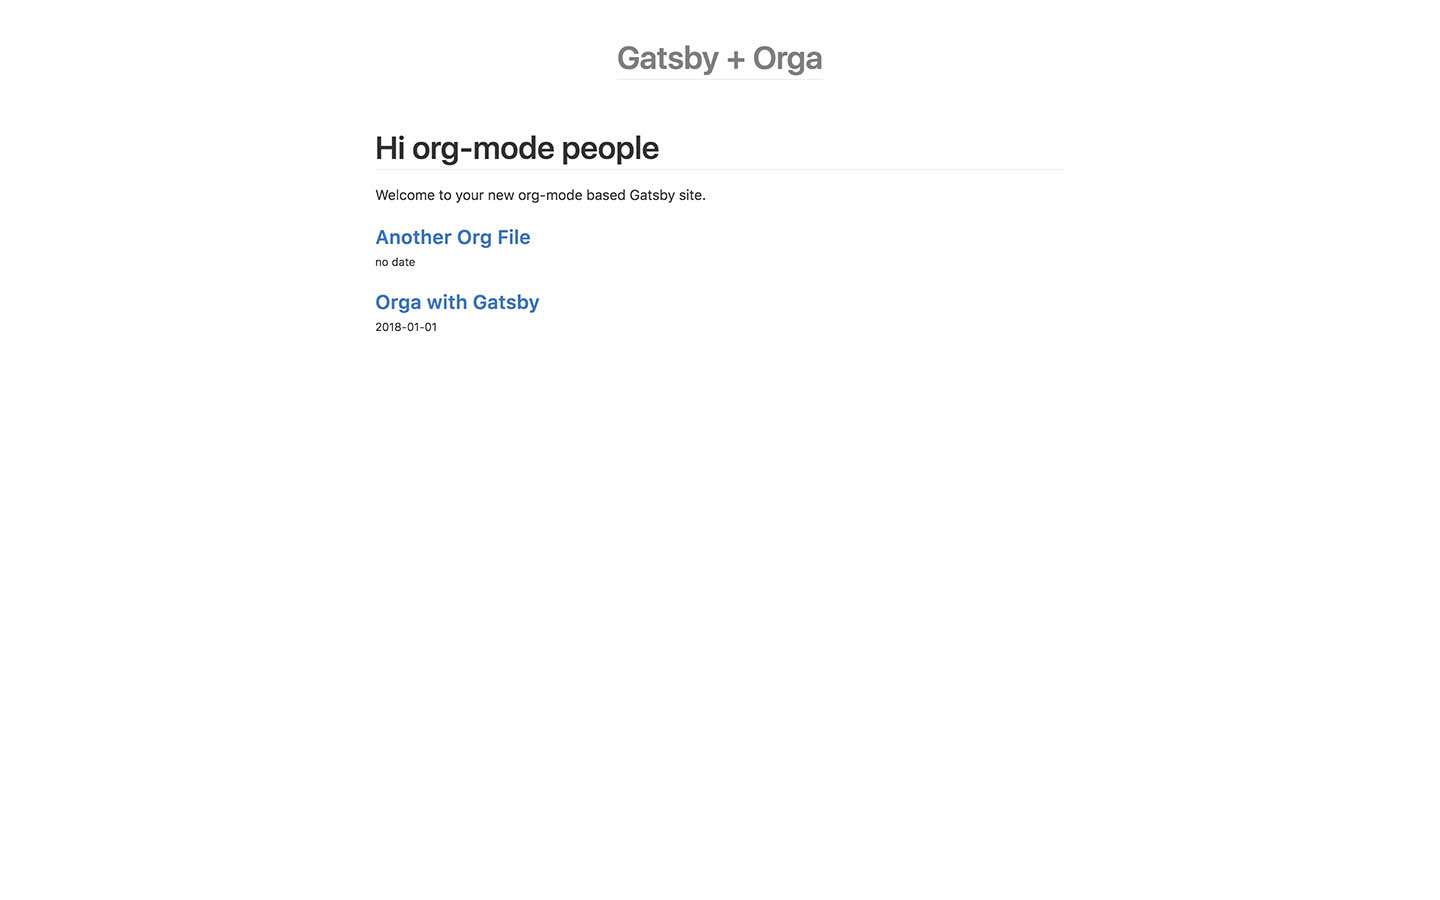 Gatsby + Orga
Hi org-mode people
Welcome to your new org-mode based Gatsby site.
Another Org File
no date
Orga with Gatsby
2018-01-01